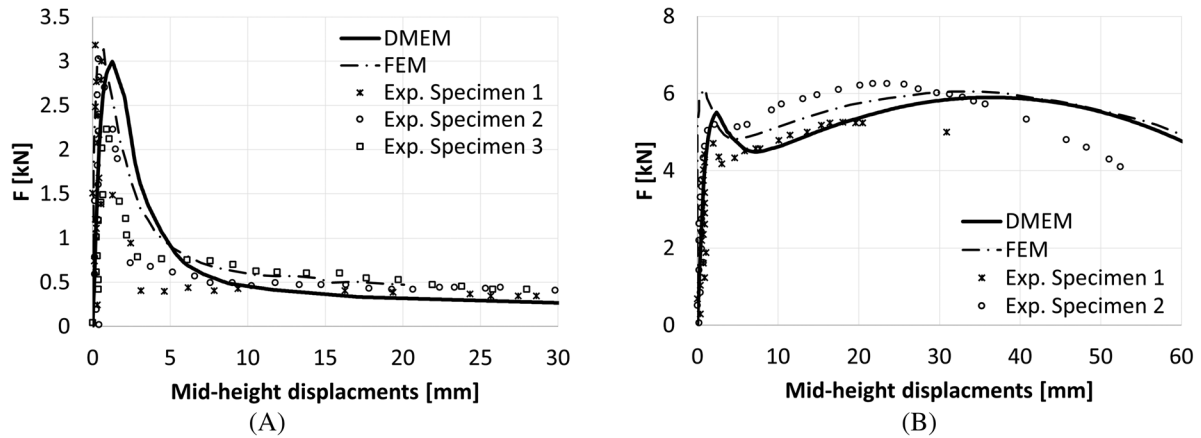 3.5
3
2.5
2
1.5
1
0.5
0
F [kN]
DMEM
FEM
Exp. Specimen 1
Exp. Specimen 2
Exp. Specimen 3
0 5 10 15 20 25 30
Mid-height displacments [mm]
(A)
8
6
4
2
0
F [kN]
DMEM
FEM
Exp. Specimen 1
Exp. Specimen 2
0 10 20 30 40 50 60
Mid-height displacments [mm]
(B)